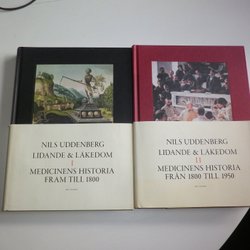 NILS UDDENBERG
LIDANDE & LÄKEDOM
I
MEDICINENS HISTORIA
FRAM TILL 1800
NILS UDDENBERG
LIDANDE & LÄKEDOM
II
MEDICINENS HISTORIA
FRÅN 1800 TILL 1950